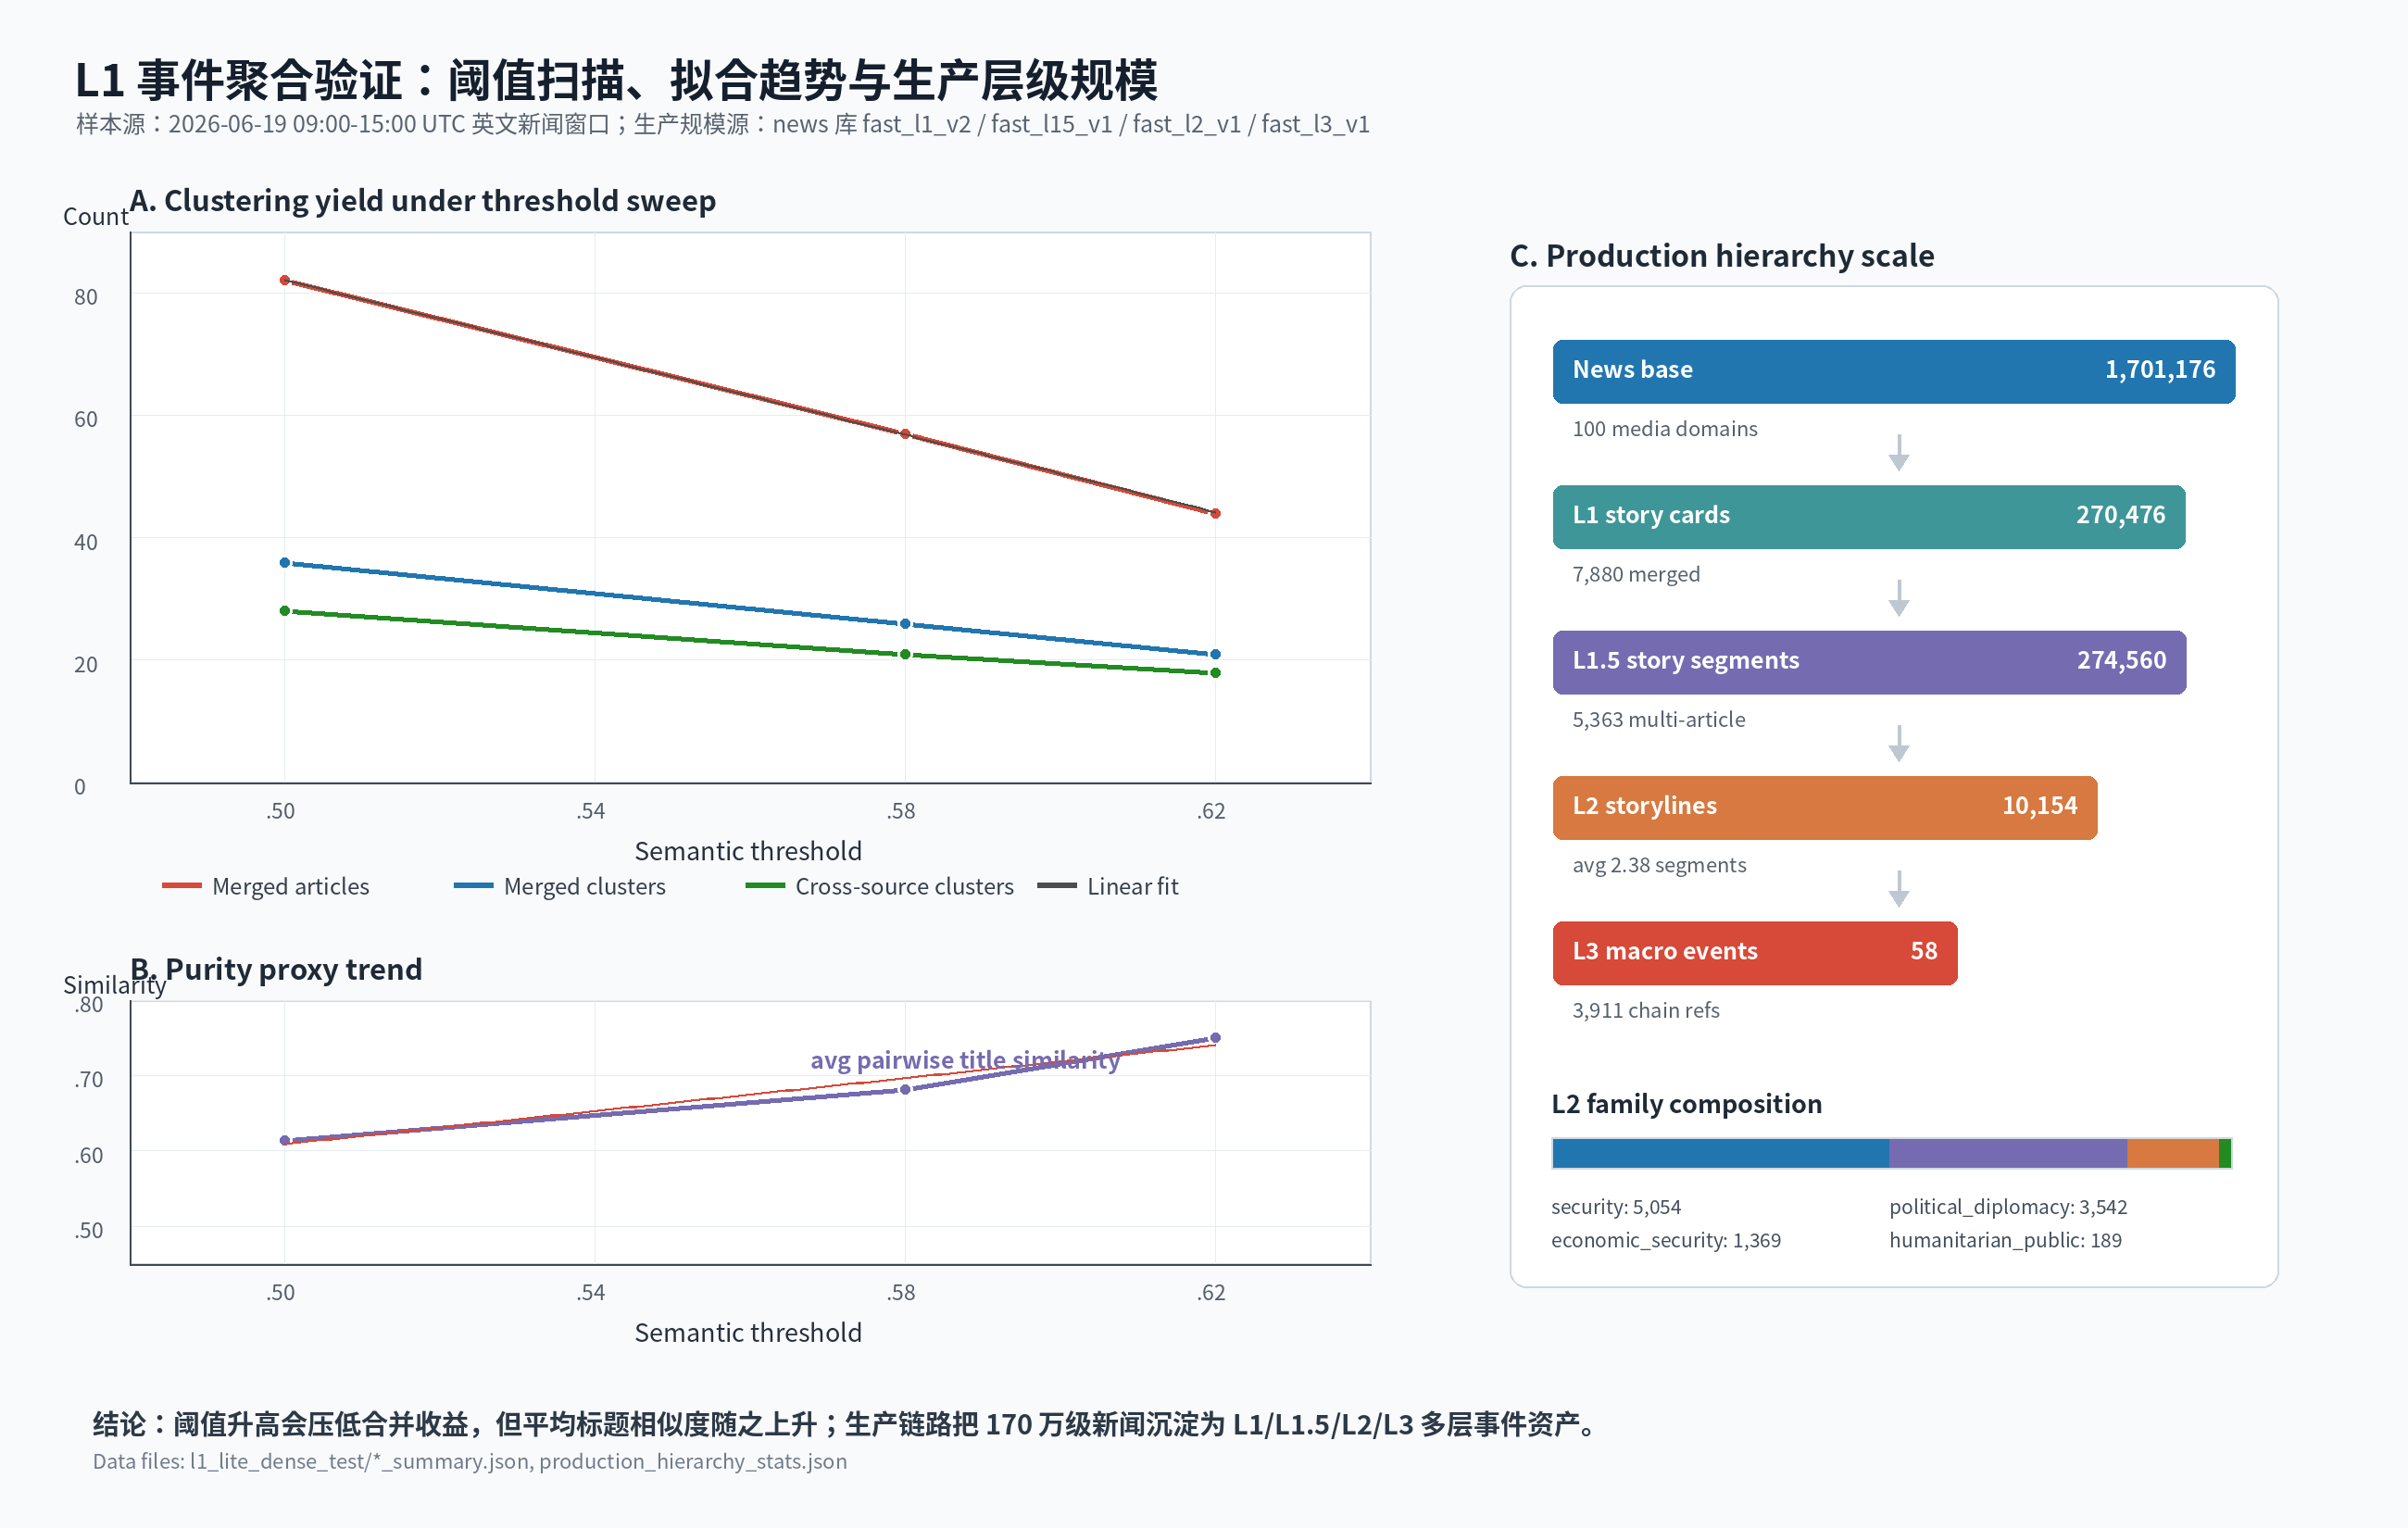 L1 事件聚合验证：阈值扫描、拟合趋势与生产层级规模
样本源：2026-06-19 09:00-15:00 UTC 英文新闻窗口；生产规模源：news 库 fast_l1_v2 / fast_l15_v1 / fast_l2_v1 / fast_l3_v1
A. Clustering yield under threshold sweep
Count
80
60
40
20
0
.50 .54 .58 .62
Semantic threshold
Merged articles Merged clusters Cross-source clusters Linear fit
B. Purity proxy trend
Similarity
.80
avg pairwise title similarity
.70
.60
.50
.50 .54 .58 .62
Semantic threshold
C. Production hierarchy scale
News base 1,701,176
100 media domains
L1 story cards 270,476
7,880 merged
L1.5 story segments 274,560
5,363 multi-article
L2 storylines 10,154
avg 2.38 segments
L3 macro events 58
3,911 chain refs
L2 family composition
security: 5,054 political_diplomacy: 3,542
economic_security: 1,369 humanitarian_public: 189
结论：阈值升高会压低合并收益，但平均标题相似度随之上升；生产链路把 170 万级新闻沉淀为 L1/L1.5/L2/L3 多层事件资产。
Data files: l1_lite_dense_test/*_summary.json, production_hierarchy_stats.json